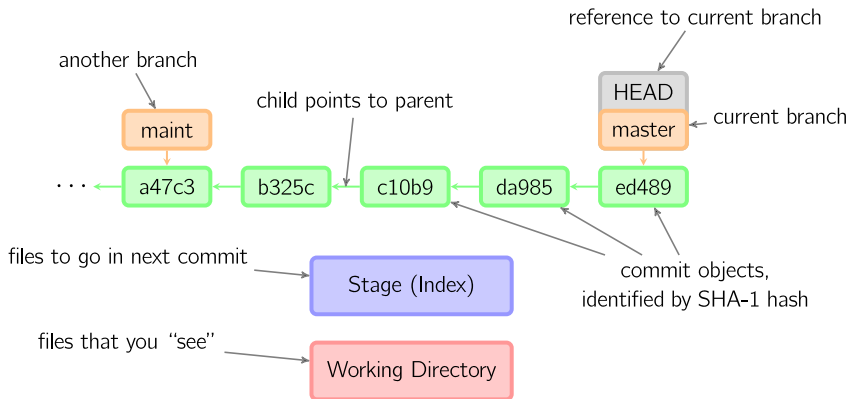 reference to current branch
another branch
HEAD
child points to parent
maint
master
current branch
· · ·
a47c3
b325c
c10b9
da985
ed489
files to go in next commit
Stage (Index)
commit objects,
identified by SHA-1 hash
files that you “see”
Working Directory